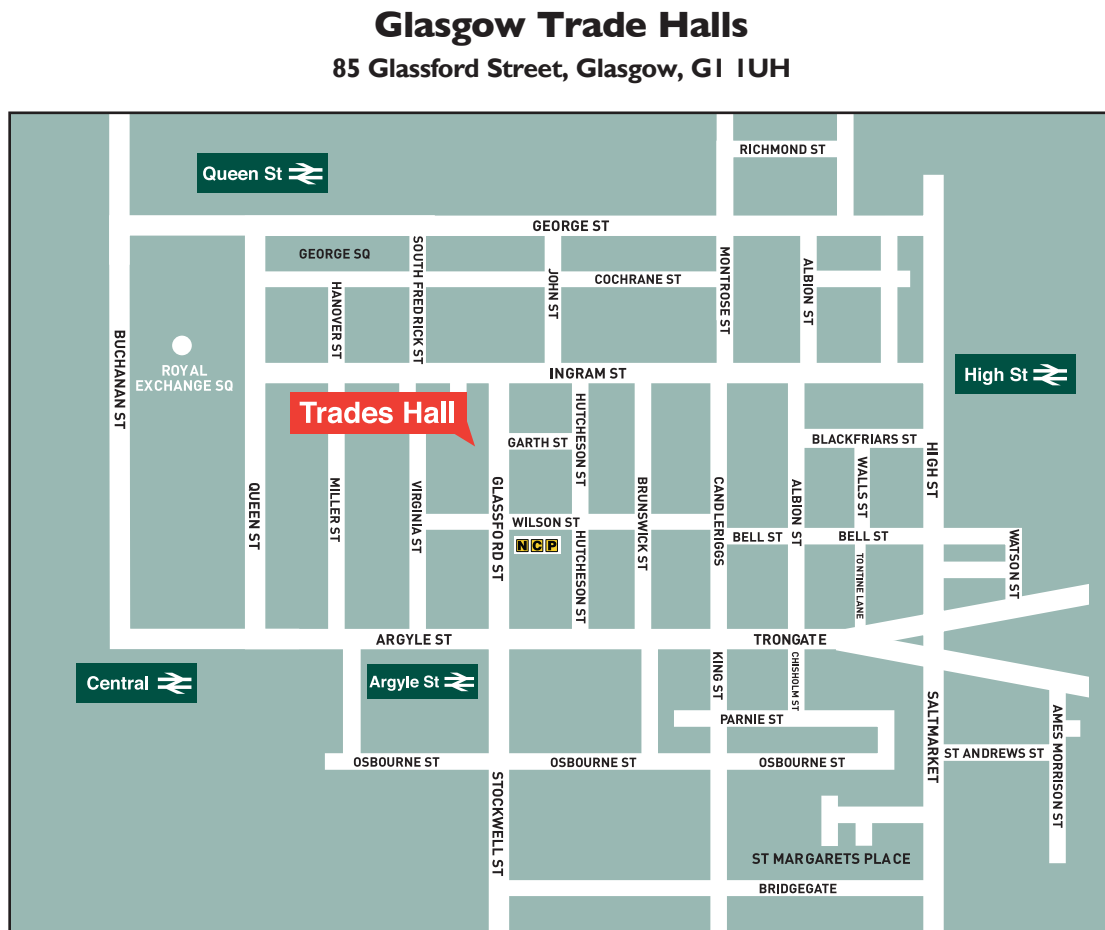 Glasgow Trade Halls
85 Glassford Street, Glasgow, G1 1UH
RICHMOND ST
Queen St
GEORGE ST
GEORGE SQ
SOUTH FREDRICK ST
JOHN ST
COCHRANE ST
MONTROSE ST
ALBION ST
HANOVER ST
BUCHANAN ST
ROYAL
EXCHANGE SQ
INGRAM ST
High St
Trades Hall
HUTCHESON ST
GARTH ST
BLACKFRIARS ST
HIGH ST
WALLS ST
QUEEN ST
MILLER ST
VIRGINIA ST
GLASSFORD ST
WILSON ST
NCP
HUTCHESON ST
BRUNSWICK ST
CANDLERIGGS
BELL ST
ALBION ST
BELL ST
TONTINE LANE
WATSON ST
ARGYLE ST
TRONGATE
Central
Argyle St
KING ST
CHISHOLM ST
PARNIE ST
SALTMARKET
AMES MORRISON ST
ST ANDREWS ST
OSBOURNE ST
OSBOURNE ST
OSBOURNE ST
STOCKWELL ST
ST MARGARETS PLACE
BRIDGEGATE